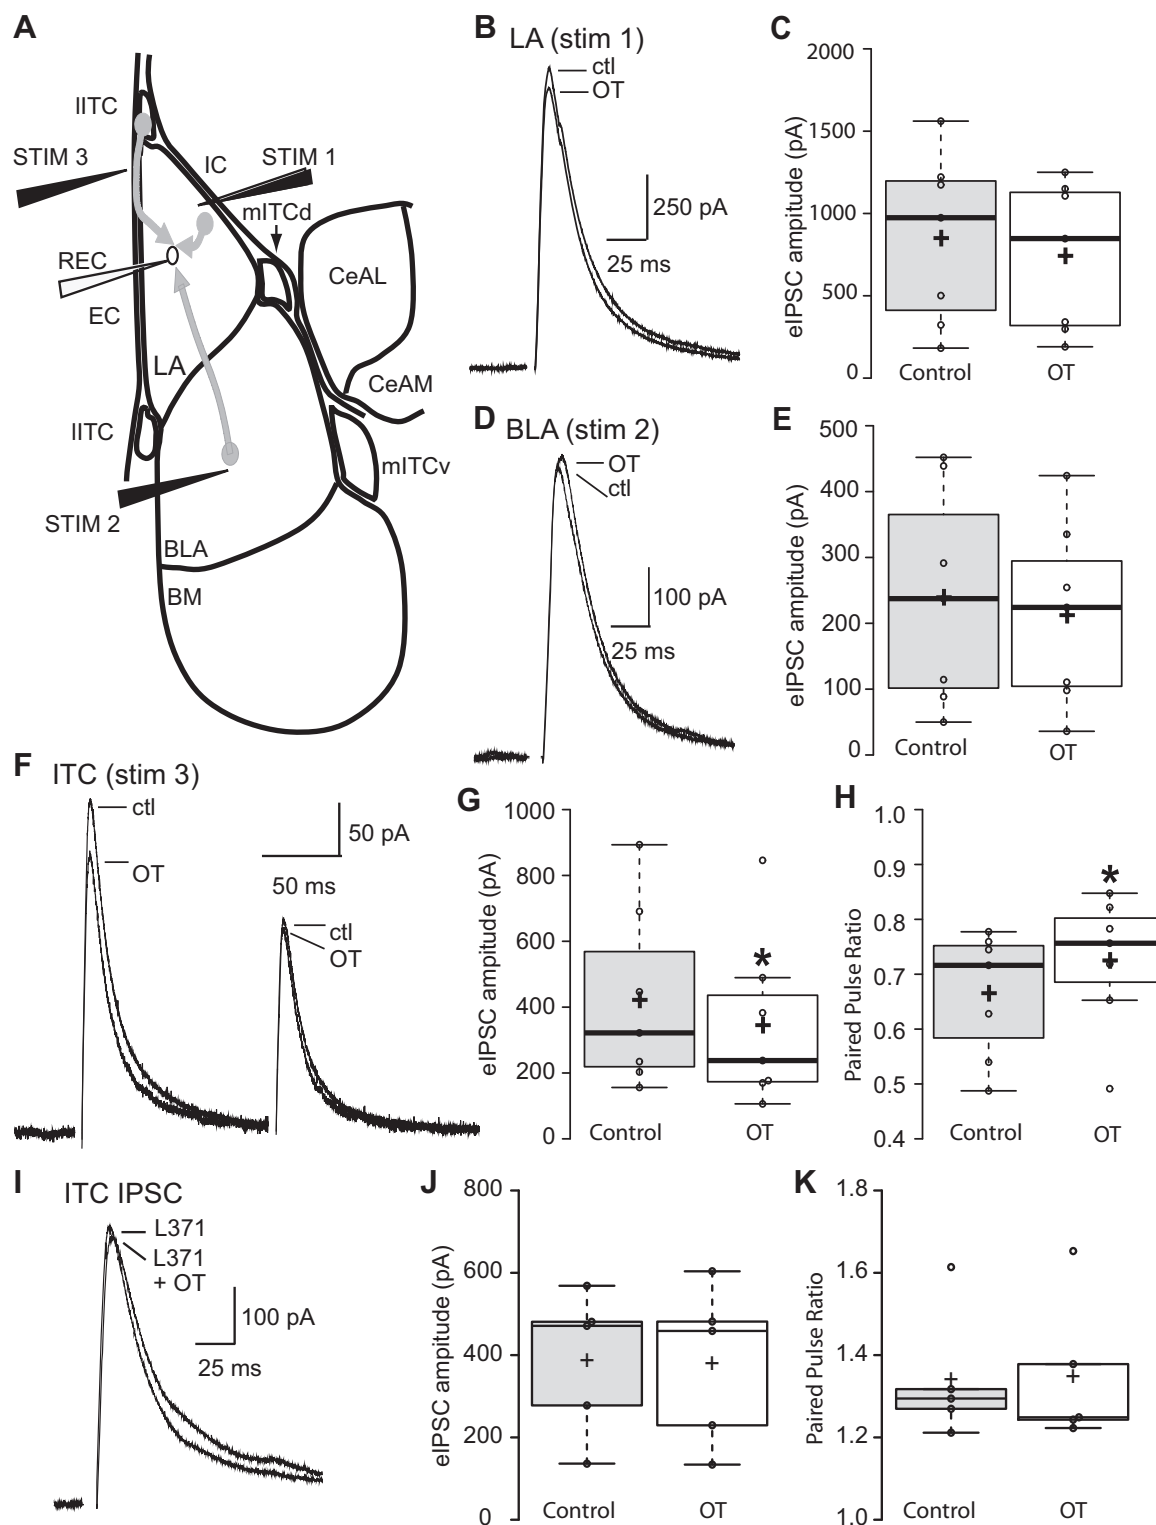 A
lITC
STIM 3
IC
STIM 1
mITCd
REC
EC
CeAL
LA
CeAM
lITC
mITCv
STIM 2
BLA
BM
B
LA (stim 1)
ctl
OT
250 pA
25 ms
C
eIPSC ampitude (pA)
2000
1500
1000
500
0
Control
OT
D
BLA (stim 2)
OT
ctl
100 pA
25 ms
E
eIPSC ampitude (pA)
500
400
300
200
100
0
Control
OT
F
ITC (stim 3)
ctl
OT
50 pA
50 ms
ctl
OT
G
eIPSC ampitude (pA)
1000
800
600
400
200
0
*
Control
OT
H
Paired Pulse Ratio
1.0
0.9
0.8
0.7
0.6
0.5
0.4
*
Control
OT
I
ITC IPSC
L371
L371
+ OT
100 pA
25 ms
J
eIPSC ampitude (pA)
800
600
400
200
0
Control
OT
K
Paired Pulse Ratio
1.8
1.6
1.4
1.2
1.0
Control
OT